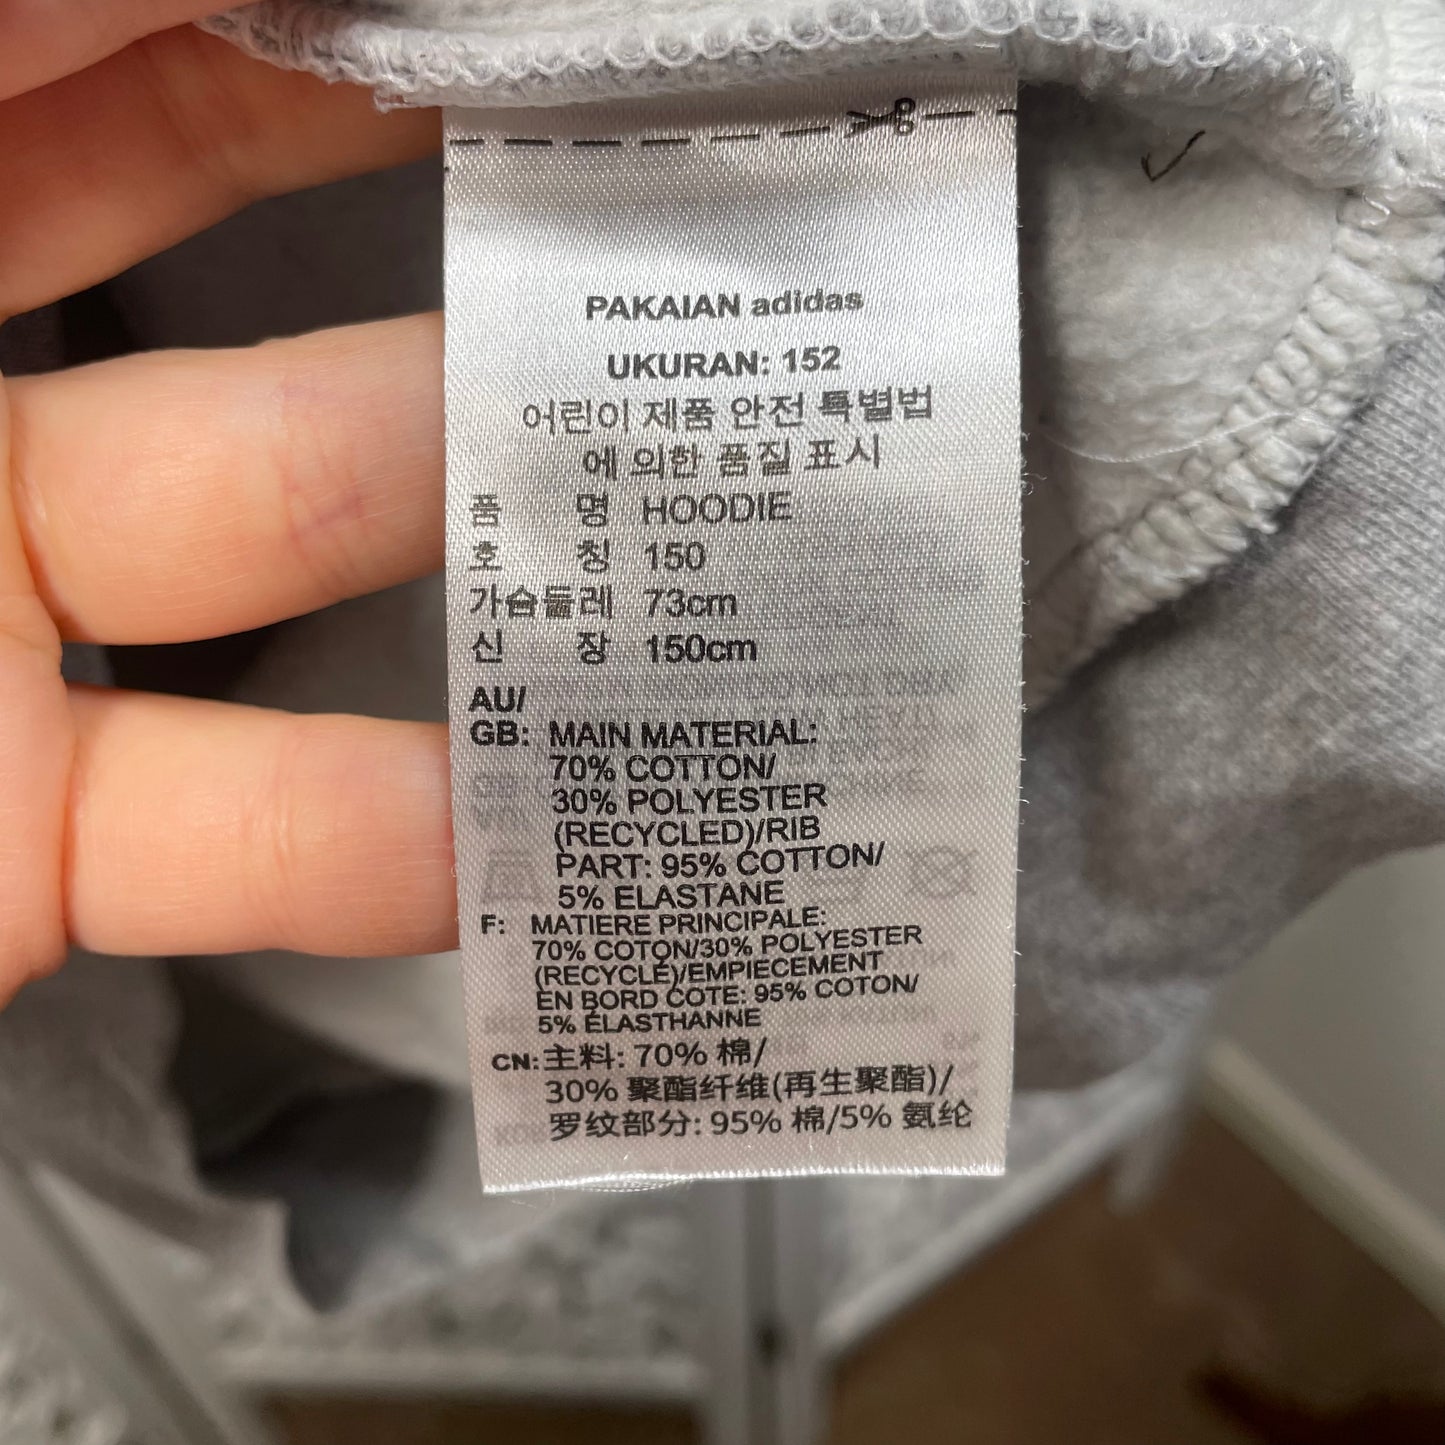 PAKAIAN adidas
UKURAN: 152
어린이 제품 안전 특별법
에 의한 품질 표시
품 명 HOODIE
호 칭 150
가슴둘레 73cm
신 장 150cm
AU/
GB: MAIN MATERIAL:
70% COTTON/
30% POLYESTER
(RECYCLED)/RIB
PART: 95% COTTON/
5% ELASTANE
F: MATIERE PRINCIPALE:
70% COTON/30% POLYESTER
(RECYCLÉ)/EMPIECEMENT
EN BORD COTE: 95% COTON/
5% ÉLASTHANNE
CN: 主料: 70% 棉/
30% 聚酯纤维(再生聚酯)/
罗纹部分: 95% 棉/5% 氨纶